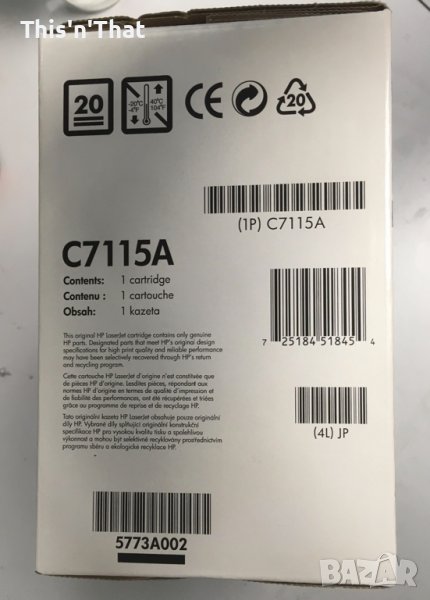 This'n'That
20
-20°C
-4°F
40°C
104°F
CE
20
(1P) C7115A
C7115A
Contents: 1 cartridge
Contenu : 1 cartouche
Obsah: 1 kazeta
7 25184 51845 4
This original HP LaserJet cartridge contains only genuine
HP parts. Designated parts that meet HP's original design
specifications for high print quality and reliable performance
may have been selectively recovered through HP's return
and recycling program.
Cette cartouche HP LaserJet d'origine n'est constituée que
de pièces HP d'origine. Lesdites pièces, répondant aux
normes HP d'origine en termes de qualité d'impression et
de fiabilité des performances, ont été récupérées et triées
grâce au programme de reprise et de recyclage HP.
Tato originální kazeta HP LaserJet obsahuje pouze originální
díly HP. Vybrané díly splňující originální konstrukční
specifikace HP pro vysokou kvalitu tisku a spolehlivou
výkonnost a mohou být selektivně recyklovány prostřednictvím
programu sběru a ekologické recyklace HP.
(4L) JP
5773A002
BAZAR